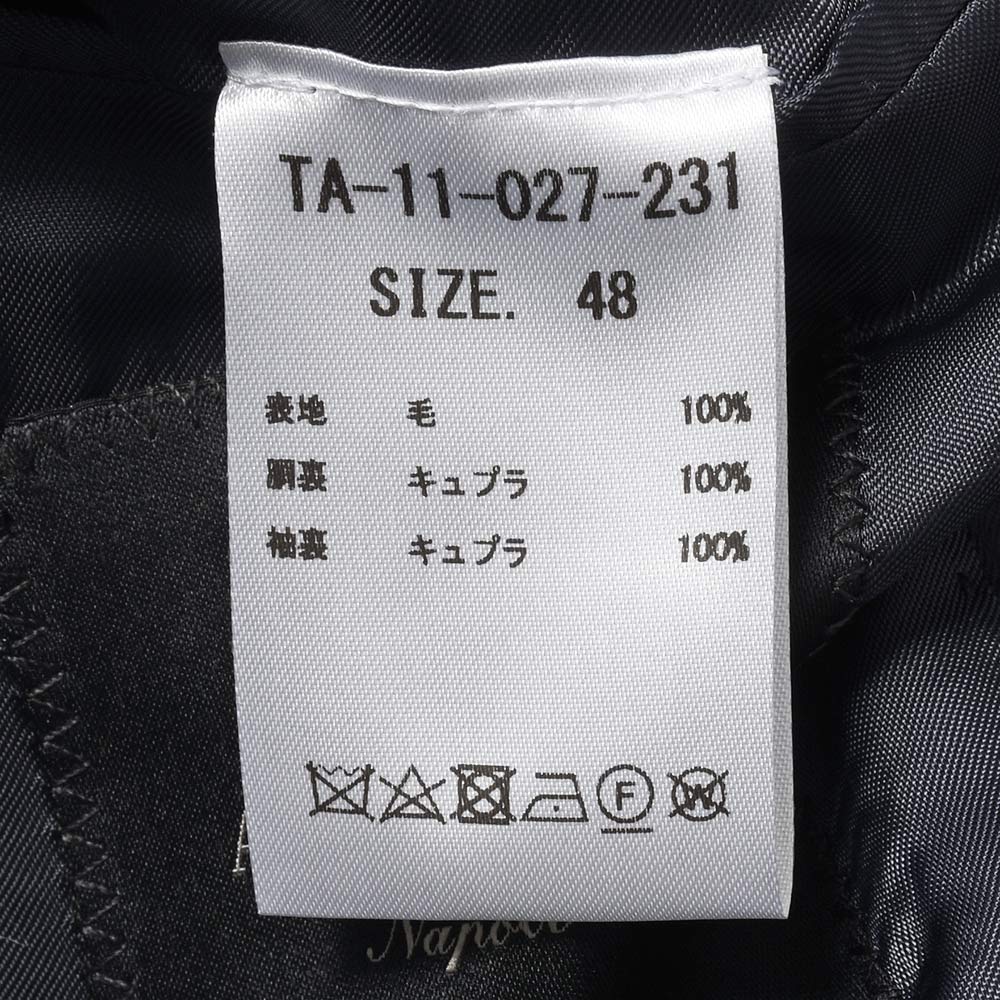 TA-11-027-231
SIZE. 48
表地 毛 100%
胴裏 キュプラ 100%
袖裏 キュプラ 100%
F W